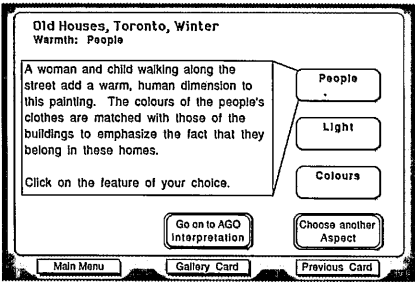 Old Houses, Toronto, Winter
Warmth: People
A woman and child walking along the
street add a warm, human dimension to
this painting. The colours of the people's
clothes are matched with those of the
buildings to emphasize the fact that they
belong in these homes.
Click on the feature of your choice.
People
Light
Colours
Go on to AGO
Interpretation
Choose another
Aspect
Main Menu
Gallery Card
Previous Card